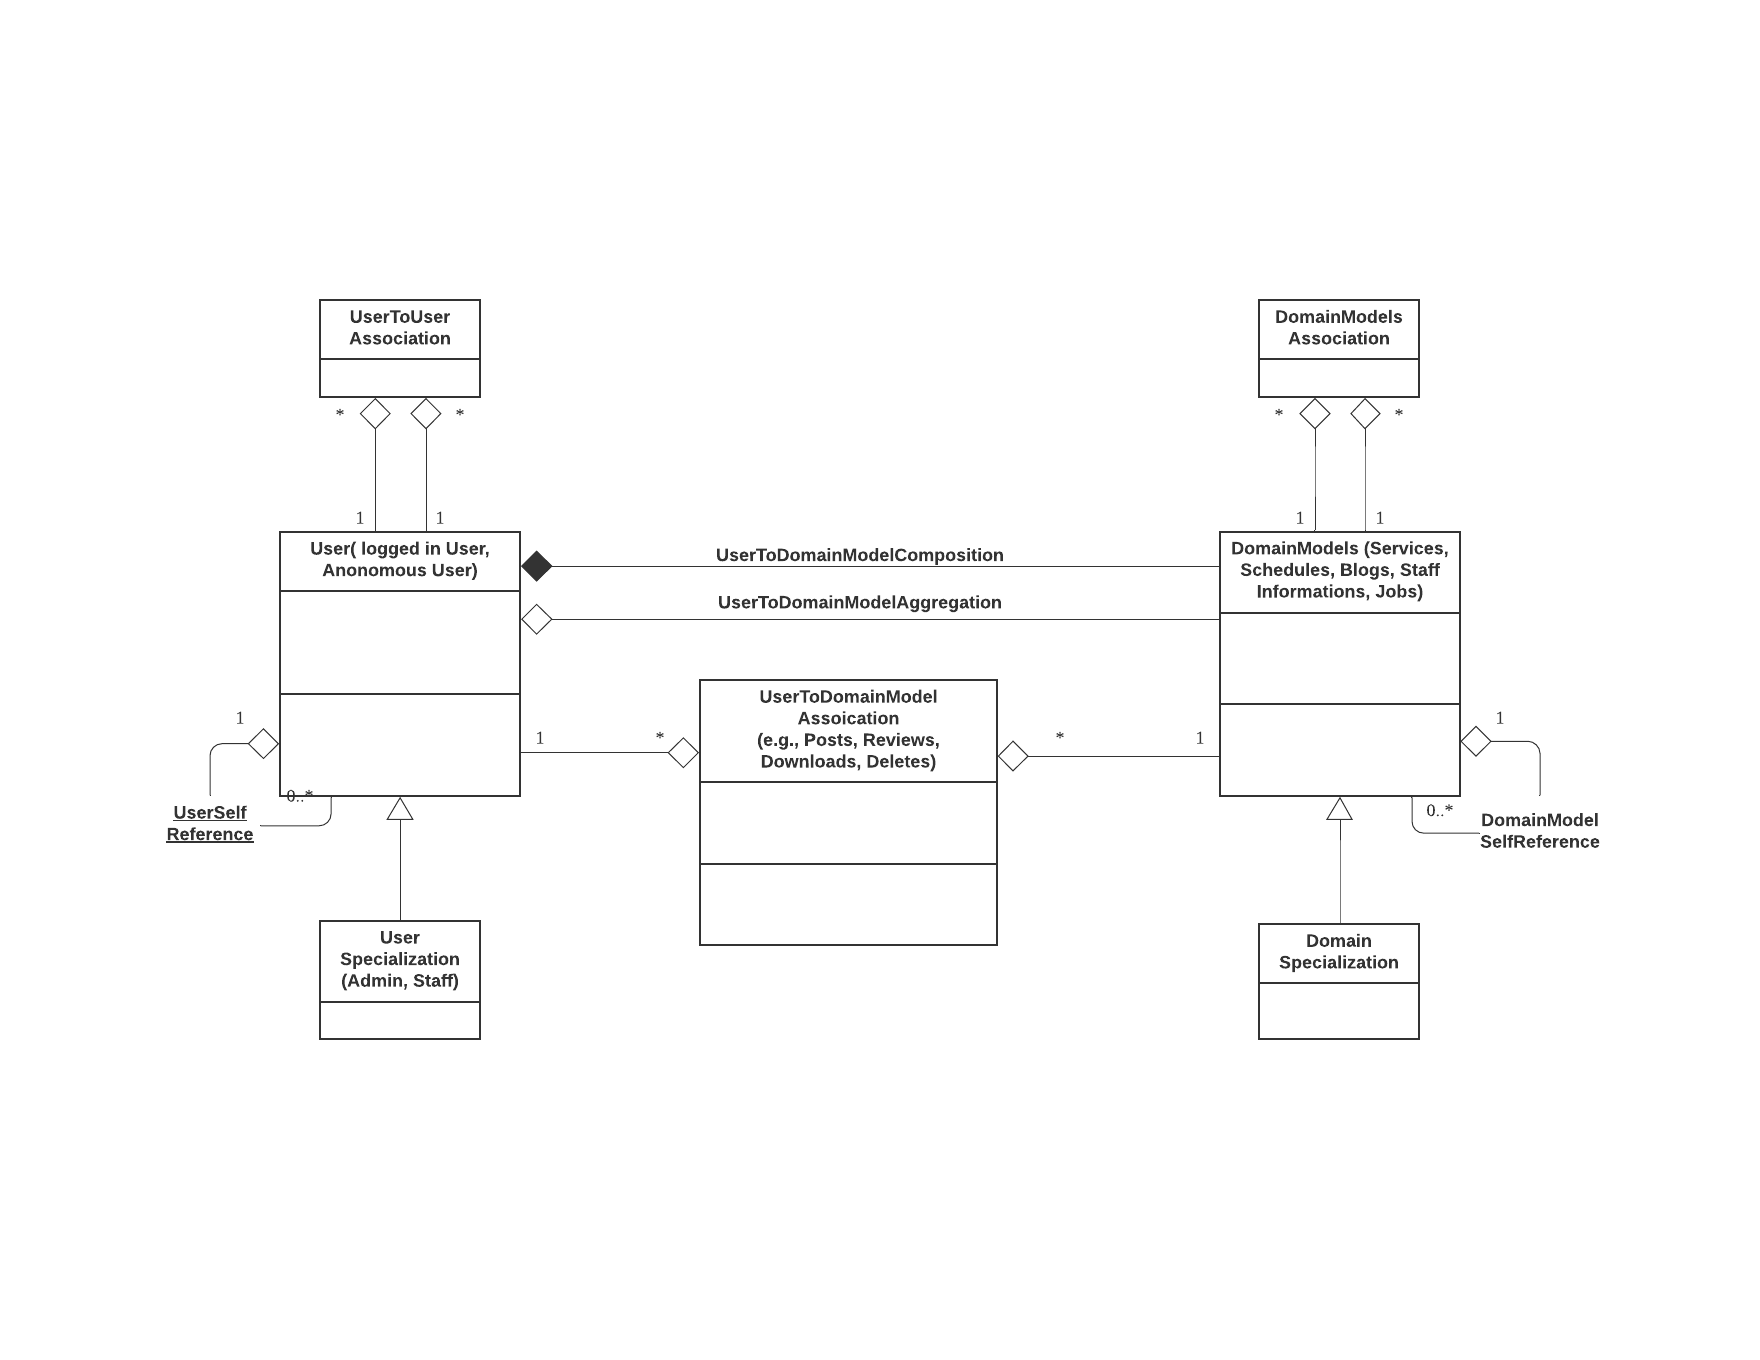 UserToUser
Association
*
*
1
1
DomainModels
Association
*
*
1
1
User( logged in User,
Anonomous User)
UserToDomainModelComposition
UserToDomainModelAggregation
DomainModels (Services,
Schedules, Blogs, Staff
Informations, Jobs)
UserToDomainModel
Assoication
(e.g., Posts, Reviews,
Downloads, Deletes)
1
*
*
1
1
0..*
UserSelf
Reference
1
0..*
DomainModel
SelfReference
User
Specialization
(Admin, Staff)
Domain
Specialization